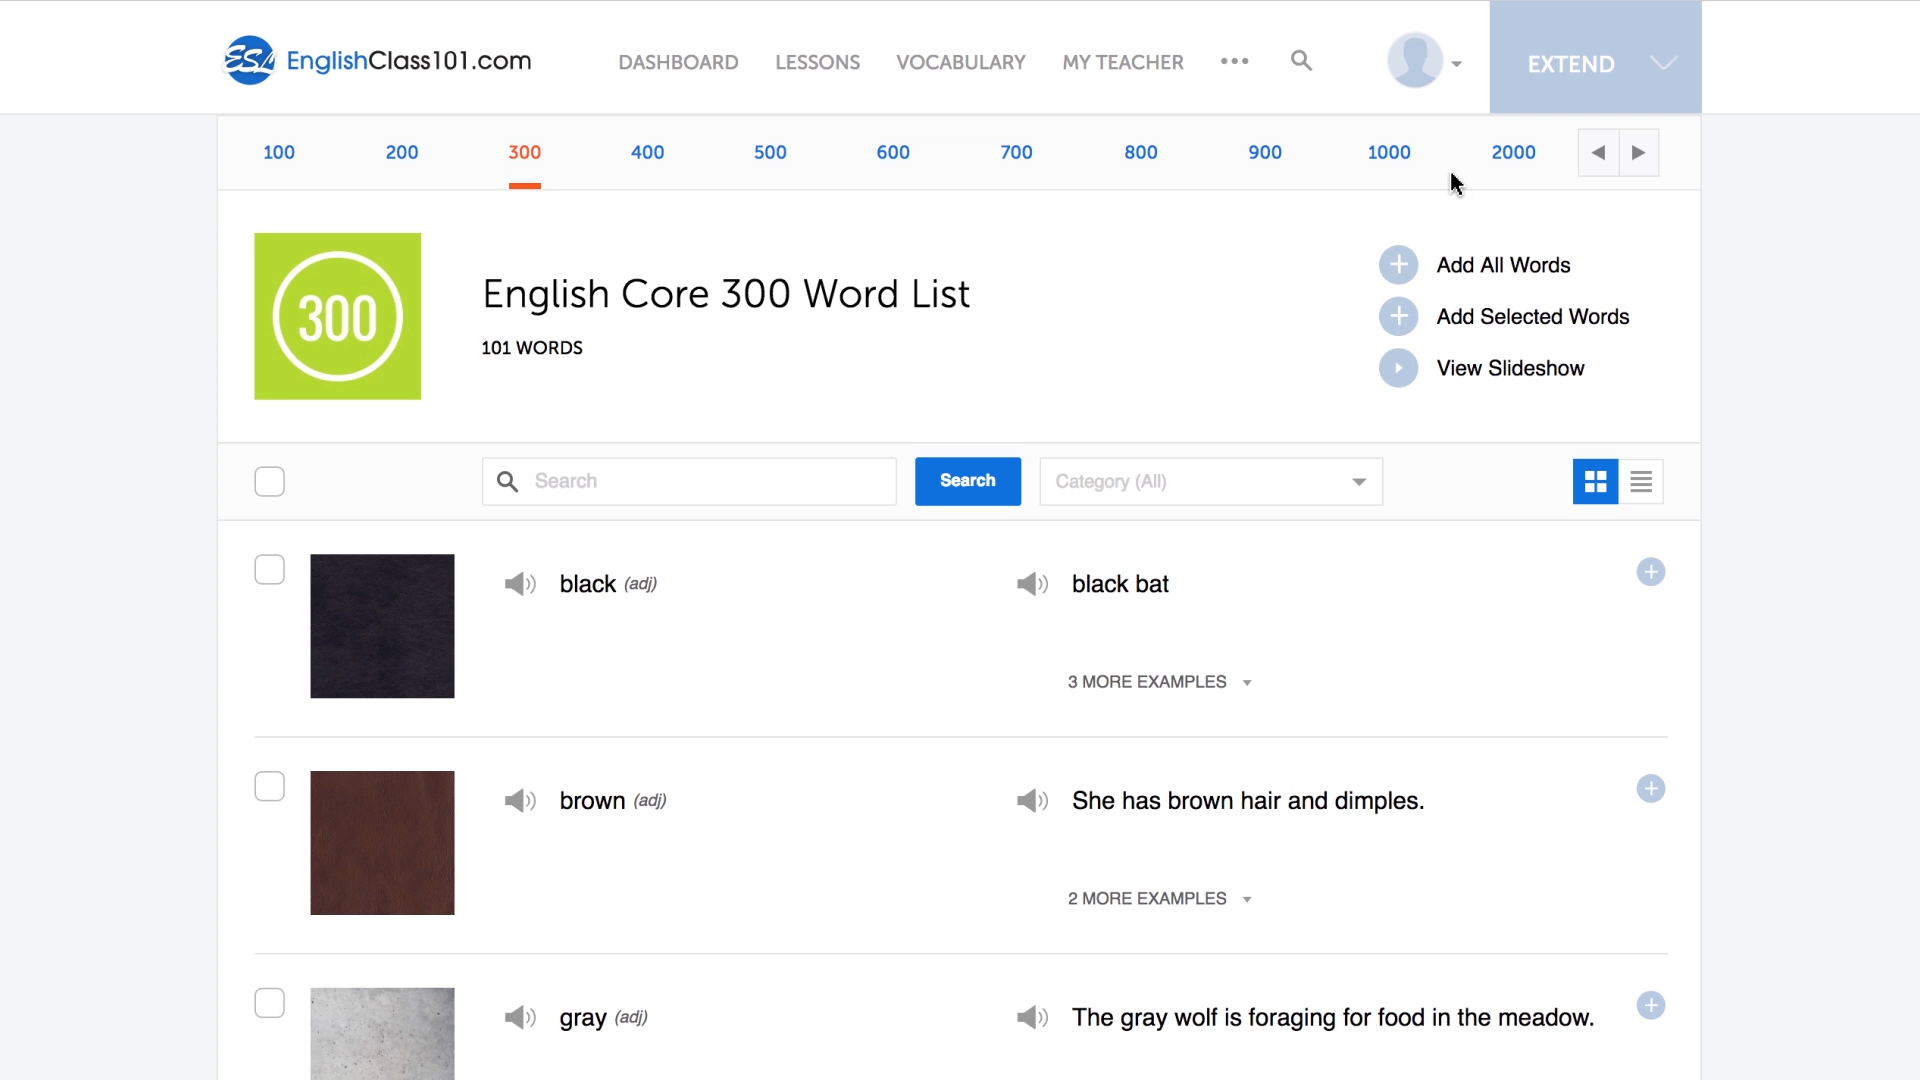 ESL EnglishClass101.com
DASHBOARD LESSONS VOCABULARY MY TEACHER EXTEND
100 200 300 400 500 600 700 800 900 1000 2000
300
English Core 300 Word List
101 WORDS
Add All Words
Add Selected Words
View Slideshow
Search Search Category (All)
black (adj) black bat
3 MORE EXAMPLES
brown (adj) She has brown hair and dimples.
2 MORE EXAMPLES
gray (adj) The gray wolf is foraging for food in the meadow.